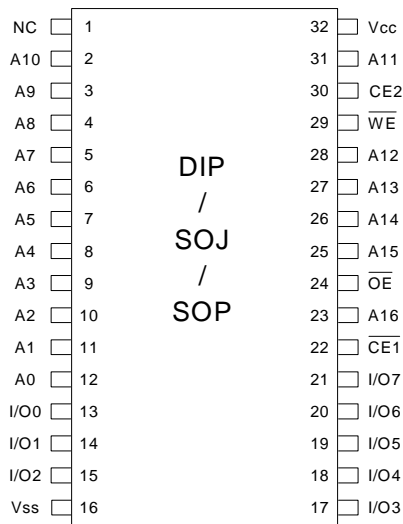 NC 1 32 Vcc
A10 2 31 A11
A9 3 30 CE2
A8 4 29 W̅E̅
A7 5 28 A12
A6 6 DIP 27 A13
A5 7 / 26 A14
A4 8 SOJ 25 A15
A3 9 / 24 O̅E̅
A2 10 SOP 23 A16
A1 11 22 C̅E̅1̅
A0 12 21 I/O7
I/O0 13 20 I/O6
I/O1 14 19 I/O5
I/O2 15 18 I/O4
Vss 16 17 I/O3